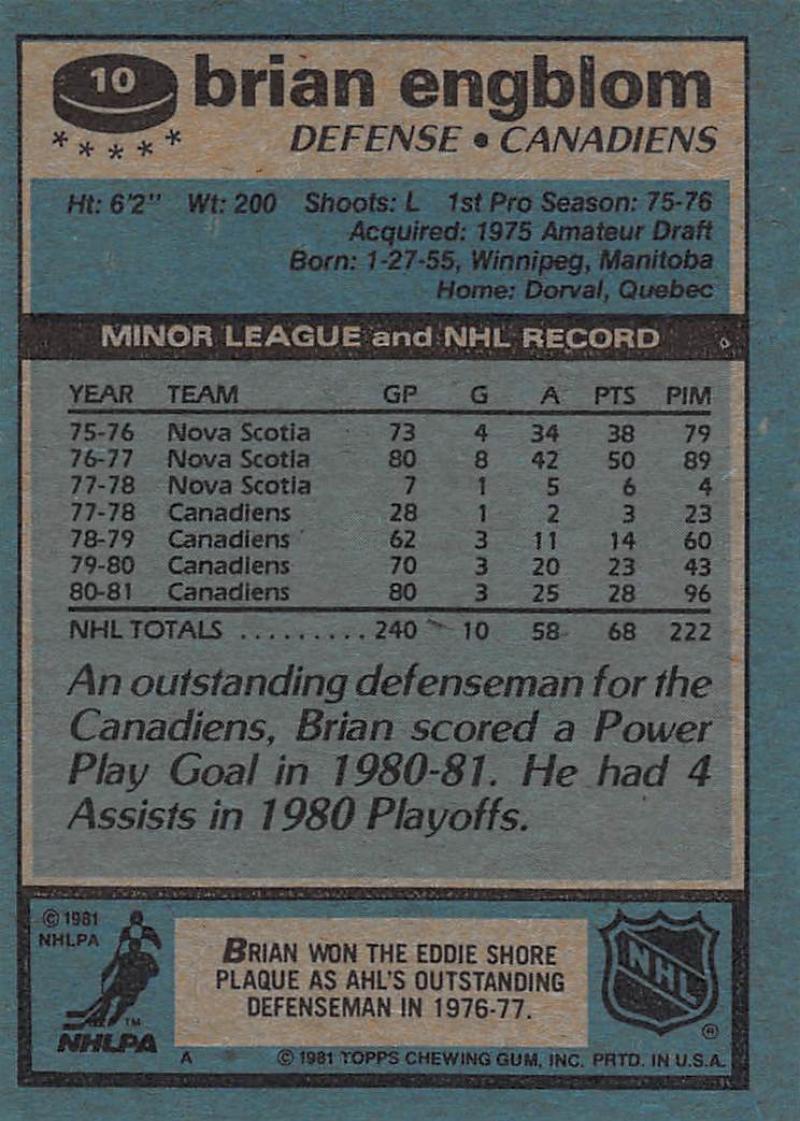 10 brian engblom
* * * * *
DEFENSE • CANADIENS
Ht: 6'2" Wt: 200 Shoots: L 1st Pro Season: 75-76
Acquired: 1975 Amateur Draft
Born: 1-27-55, Winnipeg, Manitoba
Home: Dorval, Quebec
MINOR LEAGUE and NHL RECORD
YEAR TEAM GP G A PTS PIM
75-76 Nova Scotia 73 4 34 38 79
76-77 Nova Scotia 80 8 42 50 89
77-78 Nova Scotia 7 1 5 6 4
77-78 Canadiens 28 1 2 3 23
78-79 Canadiens 62 3 11 14 60
79-80 Canadiens 70 3 20 23 43
80-81 Canadiens 80 3 25 28 96
NHL TOTALS .......... 240 10 58 68 222
An outstanding defenseman for the
Canadiens, Brian scored a Power
Play Goal in 1980-81. He had 4
Assists in 1980 Playoffs.
© 1981
NHLPA
TM
NHLPA
BRIAN WON THE EDDIE SHORE
PLAQUE AS AHL'S OUTSTANDING
DEFENSEMAN IN 1976-77.
NHL
®
A © 1981 TOPPS CHEWING GUM, INC. PRTD. IN U.S.A.